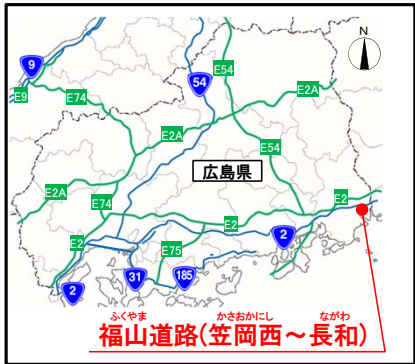 N
9
E9
E74
54
E54
E2A
E2A
E54
広島県
E2A
E74
E2
E2
E2
E75
2
31
185
2
ふくやま かさおかにし ながわ
福山道路(笠岡西~長和)